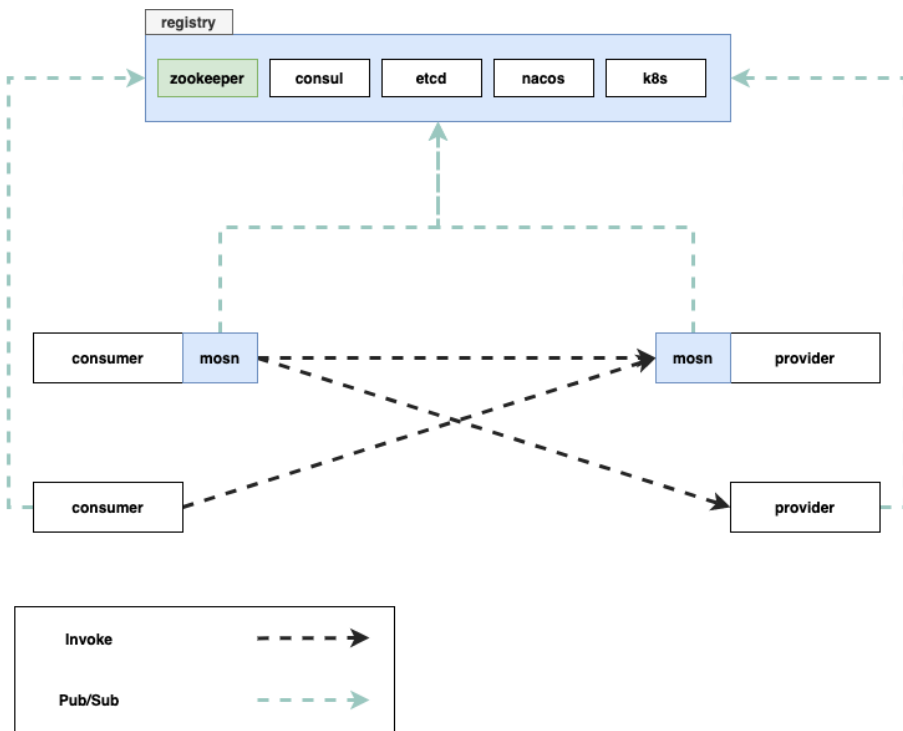 registry
zookeeper consul etcd nacos k8s
consumer mosn mosn provider
consumer provider
Invoke
Pub/Sub